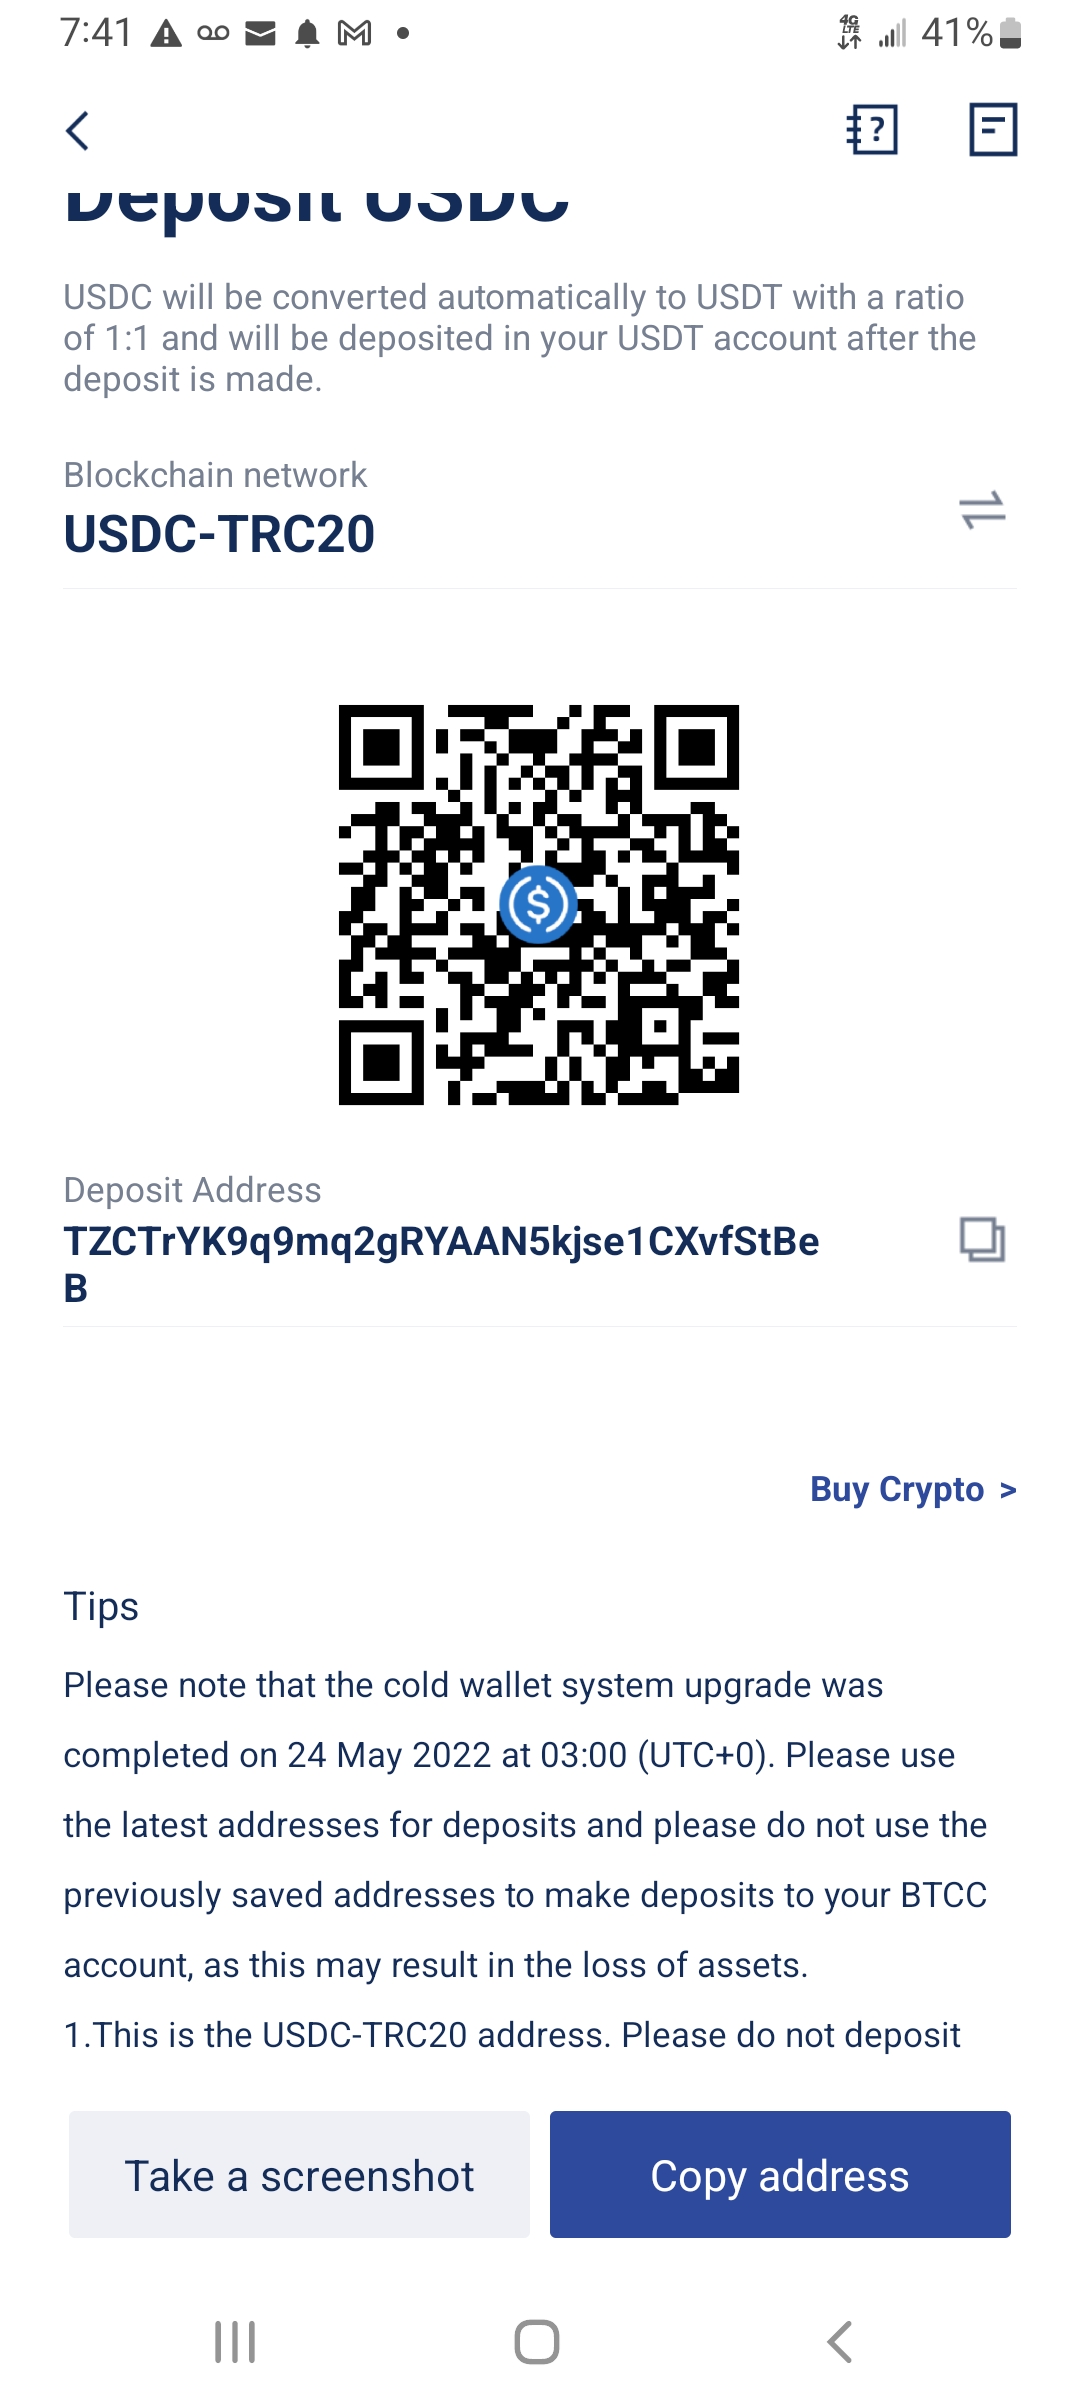 7:41
4G
LTE
41%
?
Deposit USDC
USDC will be converted automatically to USDT with a ratio
of 1:1 and will be deposited in your USDT account after the
deposit is made.
Blockchain network
USDC-TRC20
$
Deposit Address
TZCTrYK9q9mq2gRYAAN5kjse1CXvfStBe
B
Buy Crypto >
Tips
Please note that the cold wallet system upgrade was
completed on 24 May 2022 at 03:00 (UTC+0). Please use
the latest addresses for deposits and please do not use the
previously saved addresses to make deposits to your BTCC
account, as this may result in the loss of assets.
1.This is the USDC-TRC20 address. Please do not deposit
Take a screenshot
Copy address